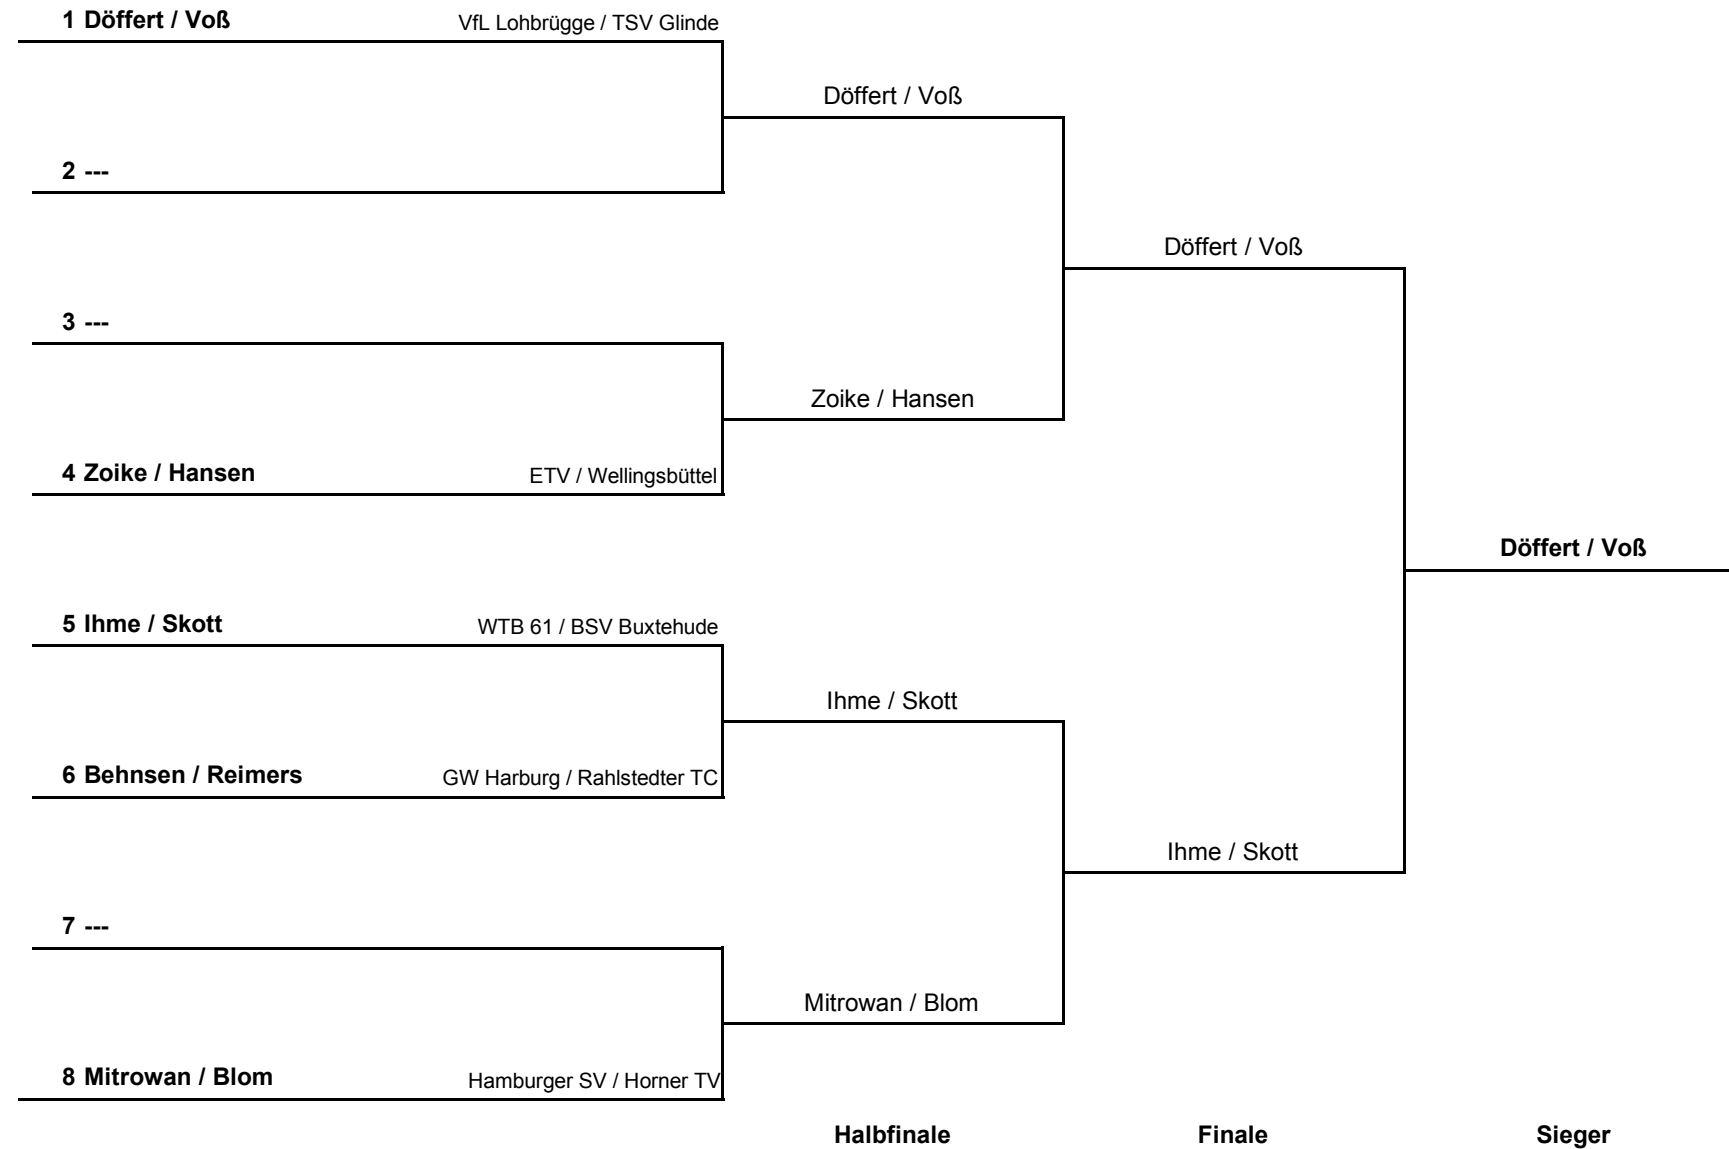 1 Döffert / Voß VfL Lohbrügge / TSV Glinde
Döffert / Voß
2 ---
Döffert / Voß
3 ---
Zoike / Hansen
4 Zoike / Hansen ETV / Wellingsbüttel
Döffert / Voß
5 Ihme / Skott WTB 61 / BSV Buxtehude
Ihme / Skott
6 Behnsen / Reimers GW Harburg / Rahlstedter TC
Ihme / Skott
7 ---
Mitrowan / Blom
8 Mitrowan / Blom Hamburger SV / Horner TV
Halbfinale Finale Sieger